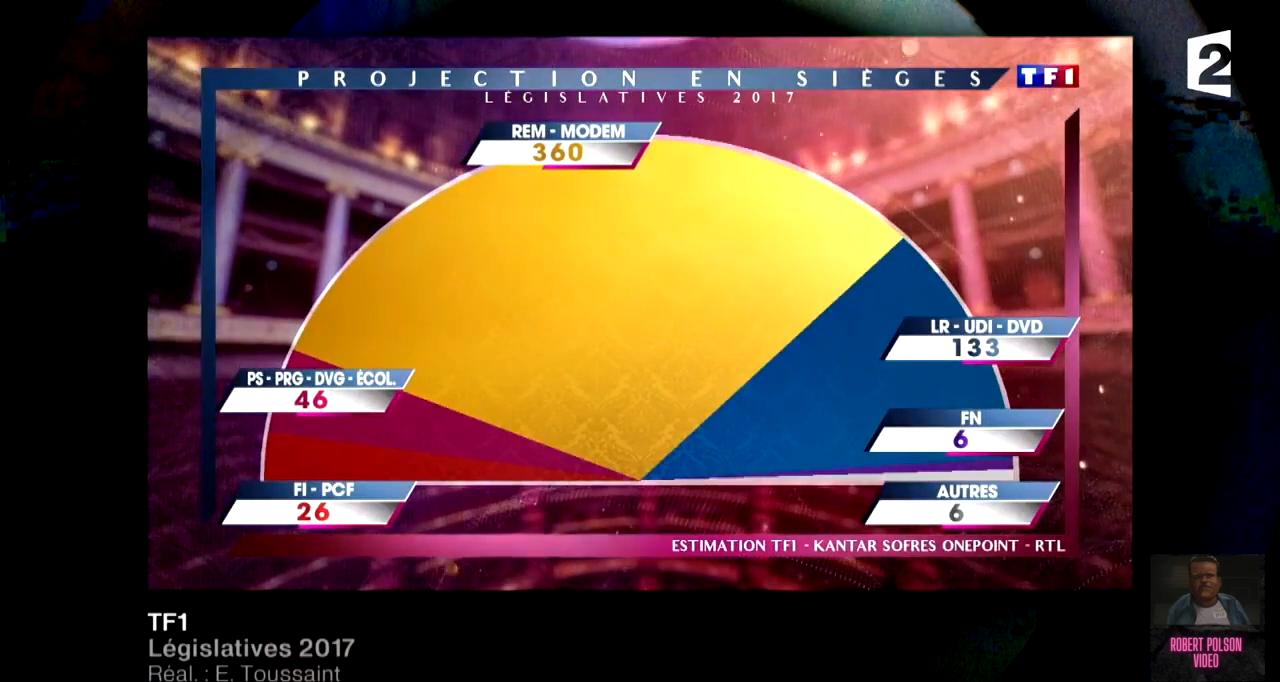 PROJECTION EN SIÈGES
TF1
2
LÉGISLATIVES 2017
REM - MODEM
360
LR - UDI - DVD
133
PS - PRG - DVG - ÉCOL.
46
FN
6
FI - PCF
26
AUTRES
6
ESTIMATION TF1 - KANTAR SOFRES ONEPOINT - RTL
TF1
Législatives 2017
Réal. : E. Toussaint
ROBERT POLSON
VIDEO